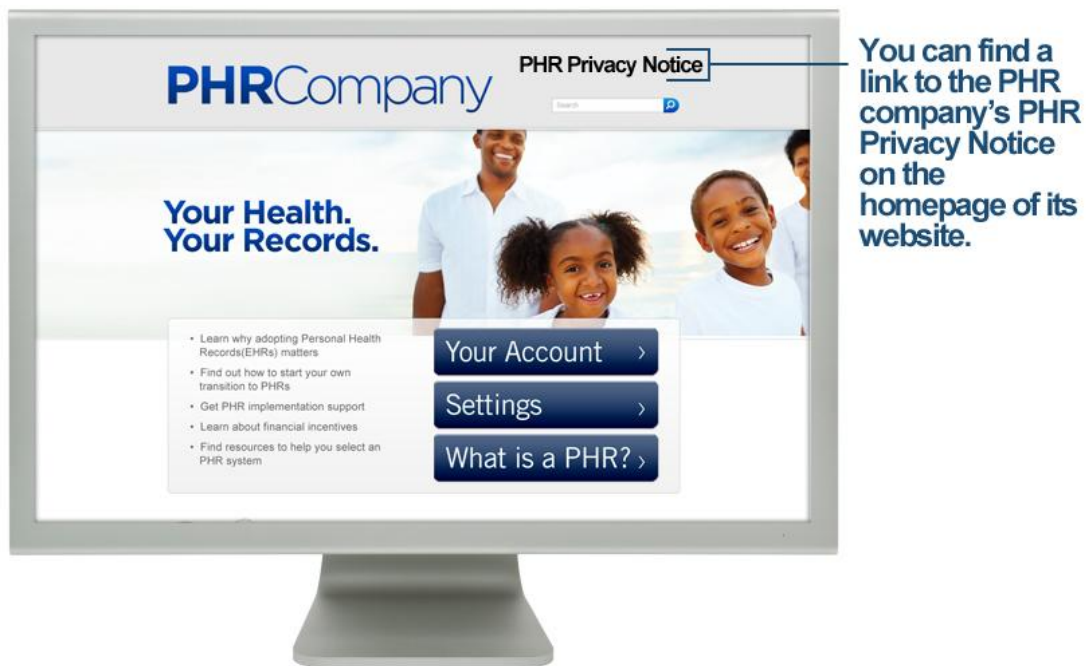 PHRCompany
PHR Privacy Notice
Search
Your Health.
Your Records.
• Learn why adopting Personal Health
Records(EHRs) matters
• Find out how to start your own
transition to PHRs
• Get PHR implementation support
• Learn about financial incentives
• Find resources to help you select an
PHR system
Your Account ›
Settings ›
What is a PHR? ›
You can find a
link to the PHR
company's PHR
Privacy Notice
on the
homepage of its
website.